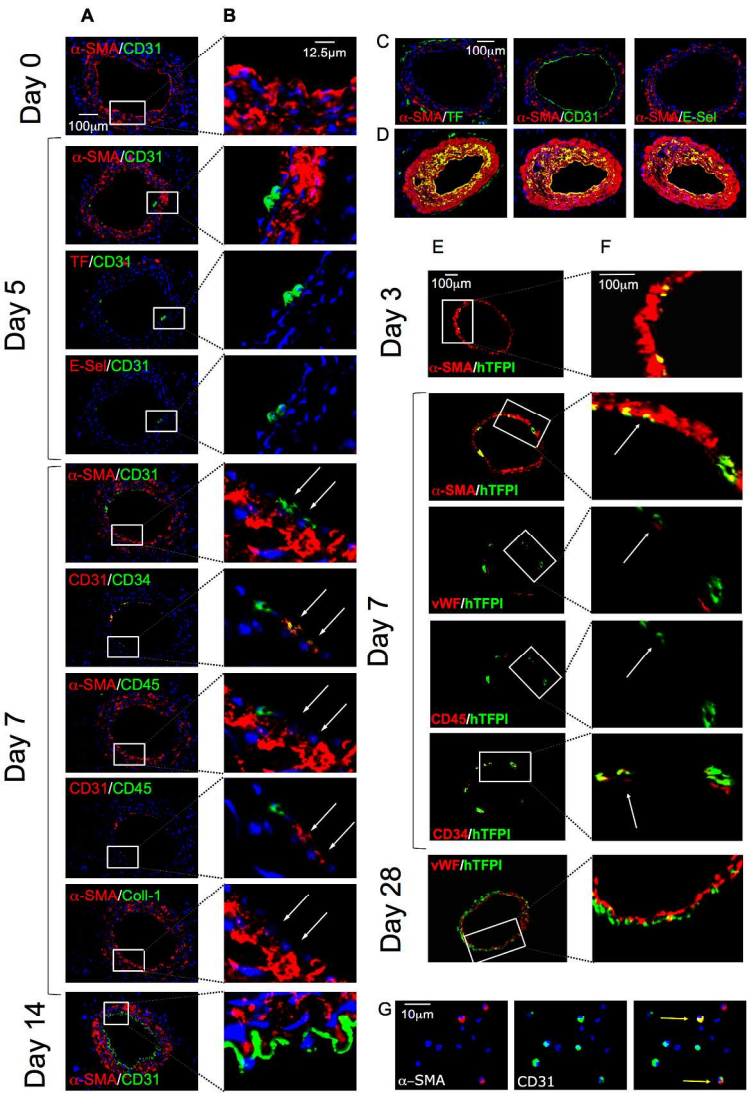 A
B
Day 0
α-SMA/CD31
100μm
12.5μm
Day 5
α-SMA/CD31
TF/CD31
E-Sel/CD31
Day 7
α-SMA/CD31
CD31/CD34
α-SMA/CD45
CD31/CD45
α-SMA/Coll-1
Day 14
α-SMA/CD31
C
100μm
α-SMA/TF
α-SMA/CD31
α-SMA/E-Sel
D
E
F
Day 3
100μm
100μm
α-SMA/hTFPI
Day 7
α-SMA/hTFPI
vWF/hTFPI
CD45/hTFPI
CD34/hTFPI
Day 28
vWF/hTFPI
G
10μm
α–SMA
CD31